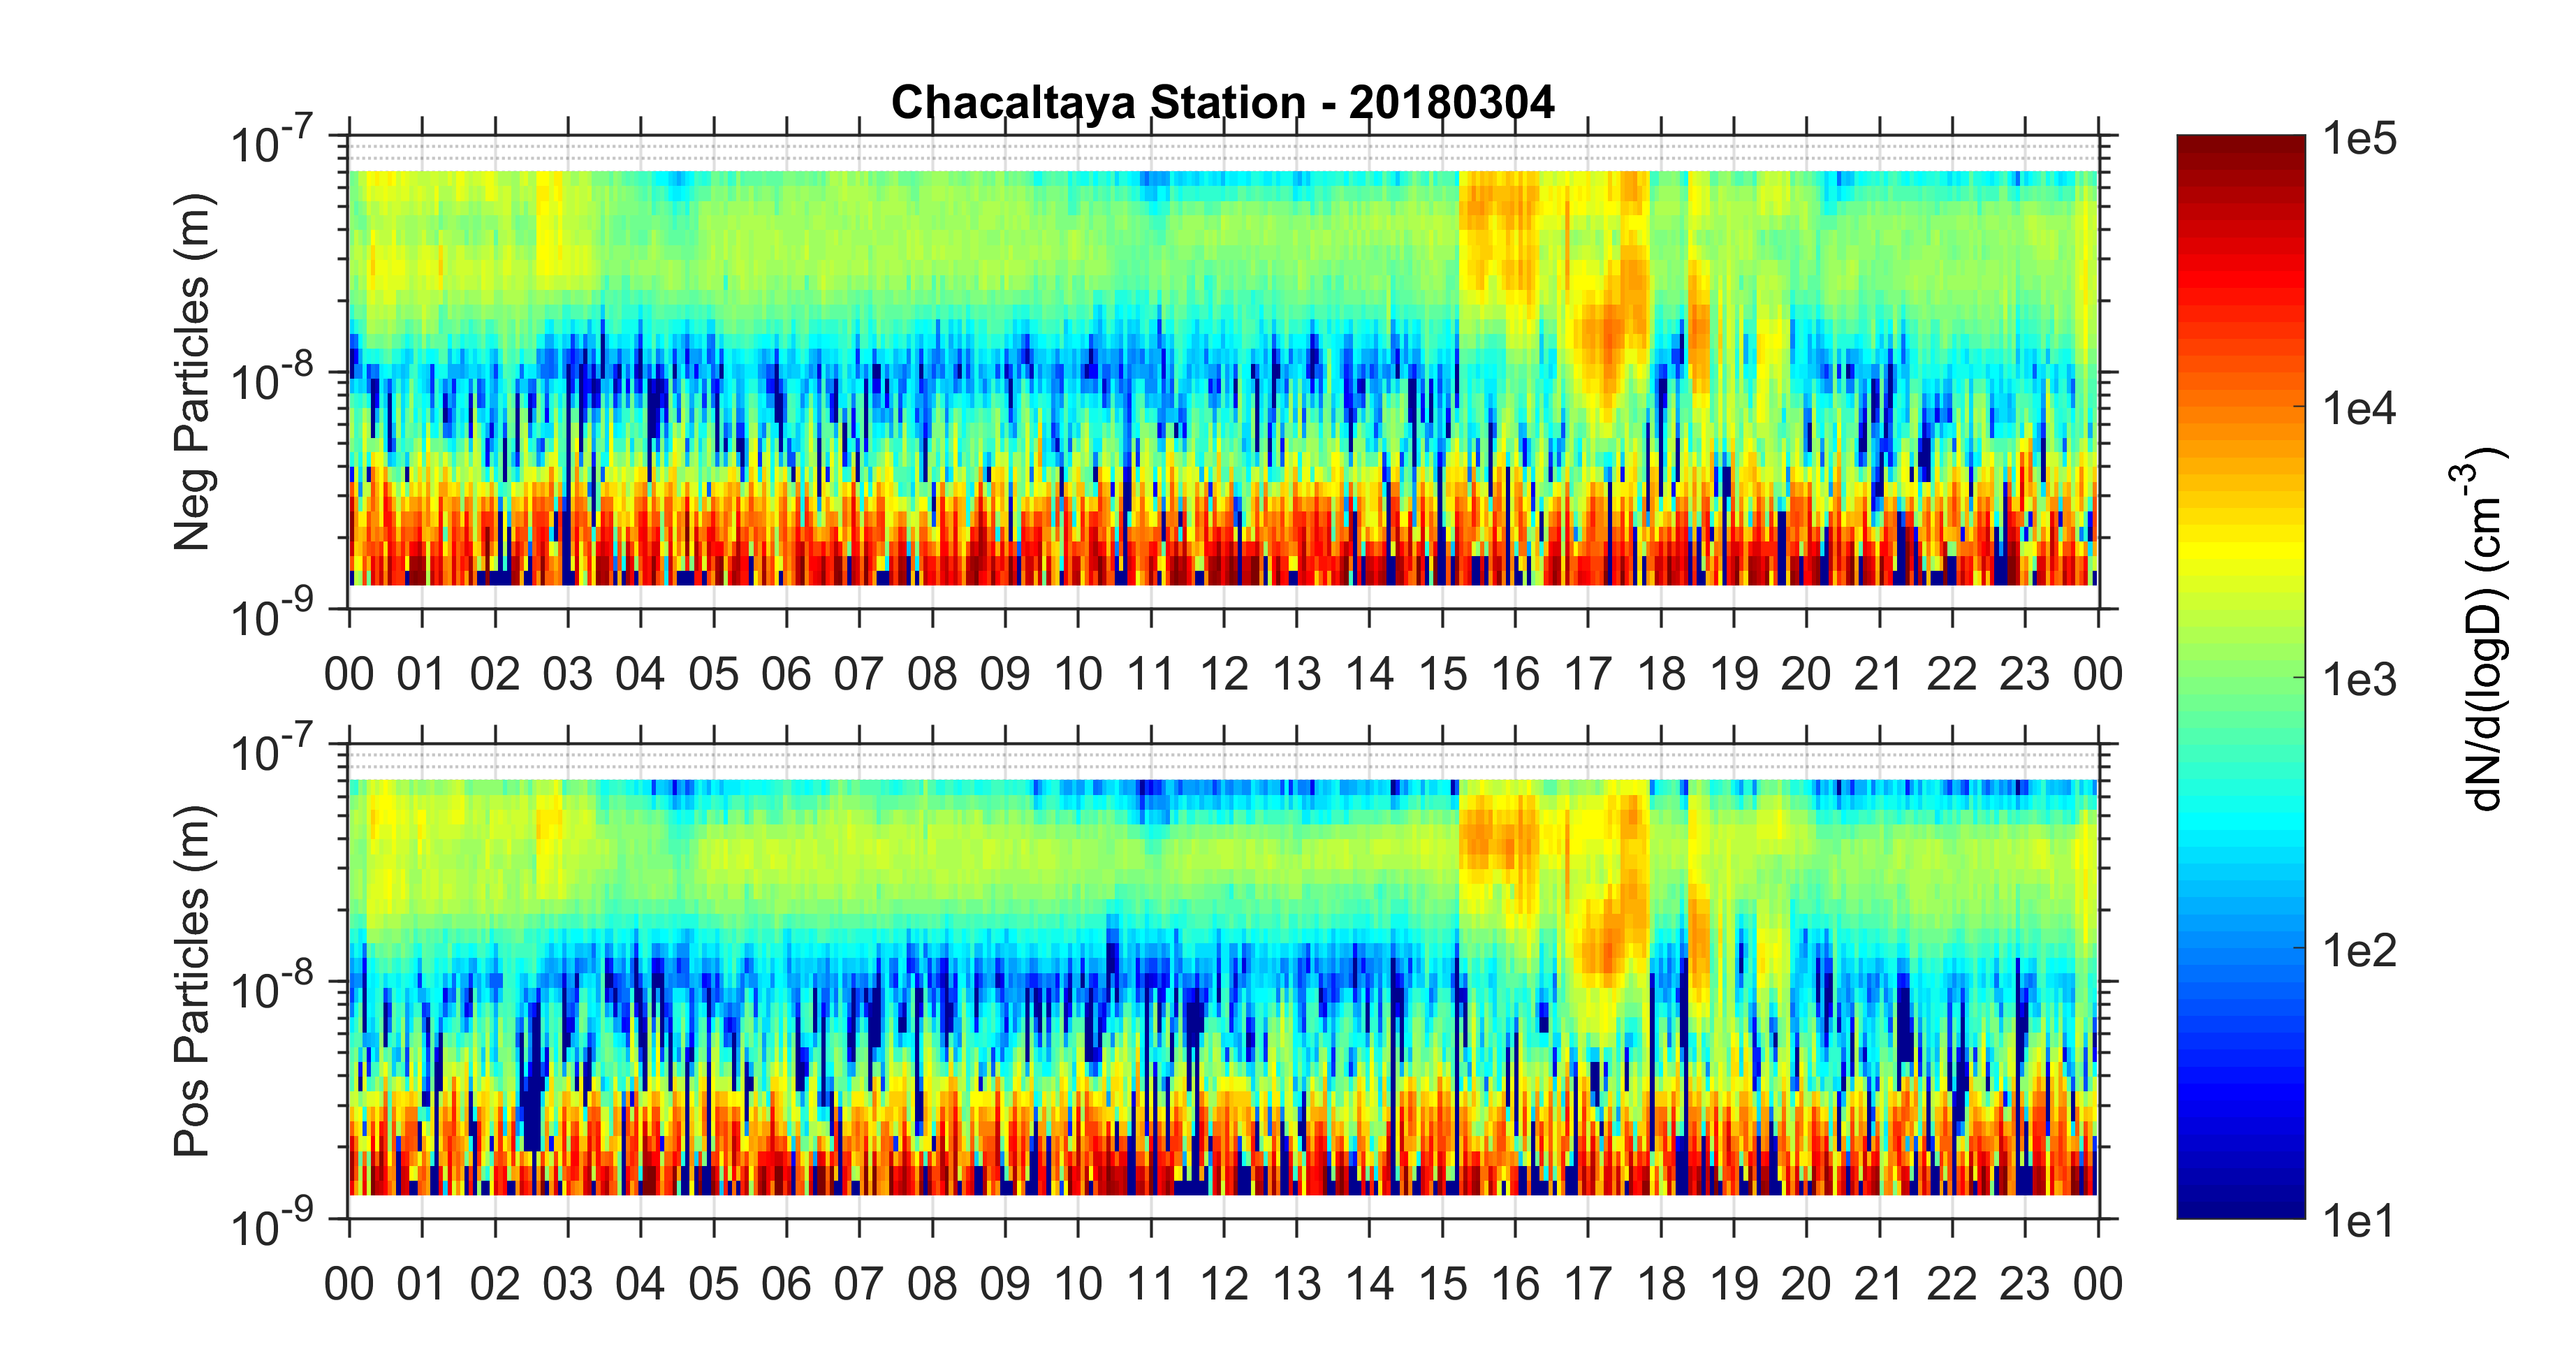 Chacaltaya Station - 20180304
Neg Particles (m)
10-7
10-8
10-9
00 01 02 03 04 05 06 07 08 09 10 11 12 13 14 15 16 17 18 19 20 21 22 23 00
Pos Particles (m)
10-7
10-8
10-9
00 01 02 03 04 05 06 07 08 09 10 11 12 13 14 15 16 17 18 19 20 21 22 23 00
1e5
1e4
1e3
1e2
1e1
dN/d(logD) (cm-3)